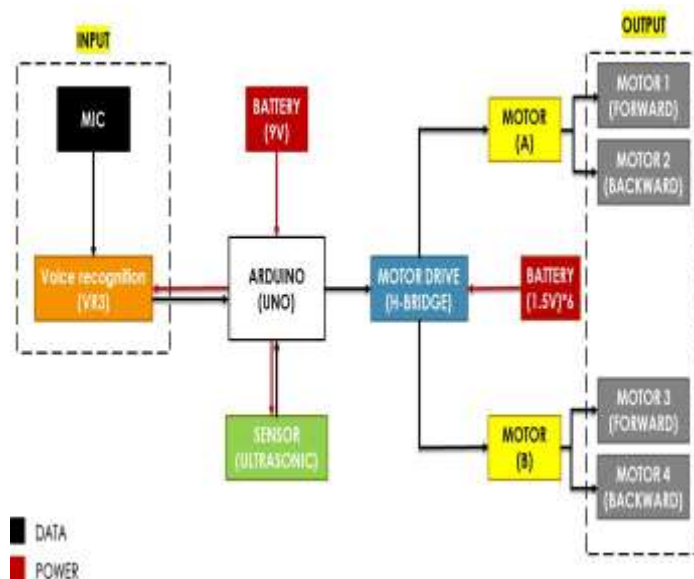 INPUT
OUTPUT
MIC
BATTERY
(9V)
MOTOR
(A)
MOTOR 1
(FORWARD)
MOTOR 2
(BACKWARD)
Voice recognition
(VR3)
ARDUINO
(UNO)
MOTOR DRIVE
(H-BRIDGE)
BATTERY
(1.5V)*6
SENSOR
(ULTRASONIC)
MOTOR
(B)
MOTOR 3
(FORWARD)
MOTOR 4
(BACKWARD)
DATA
POWER